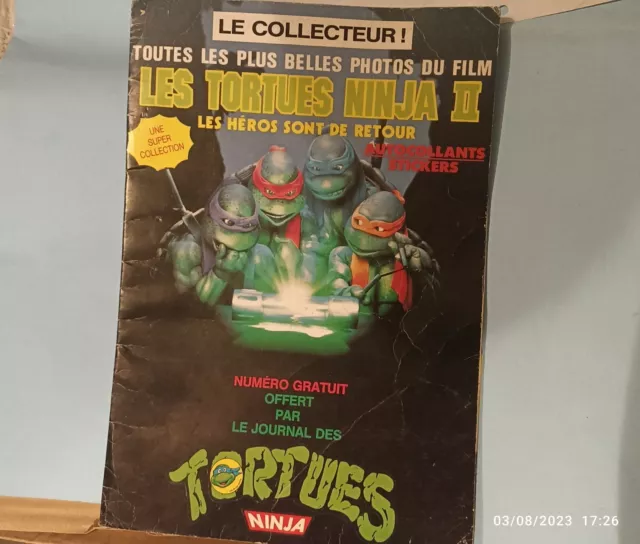 LE COLLECTEUR !
TOUTES LES PLUS BELLES PHOTOS DU FILM
LES TORTUES NINJA II
LES HÉROS SONT DE RETOUR
UNE
SUPER
COLLECTION
AUTOCOLLANTS
STICKERS
NUMÉRO GRATUIT
OFFERT
PAR
LE JOURNAL DES
TORTUES
NINJA
03/08/2023 17:26